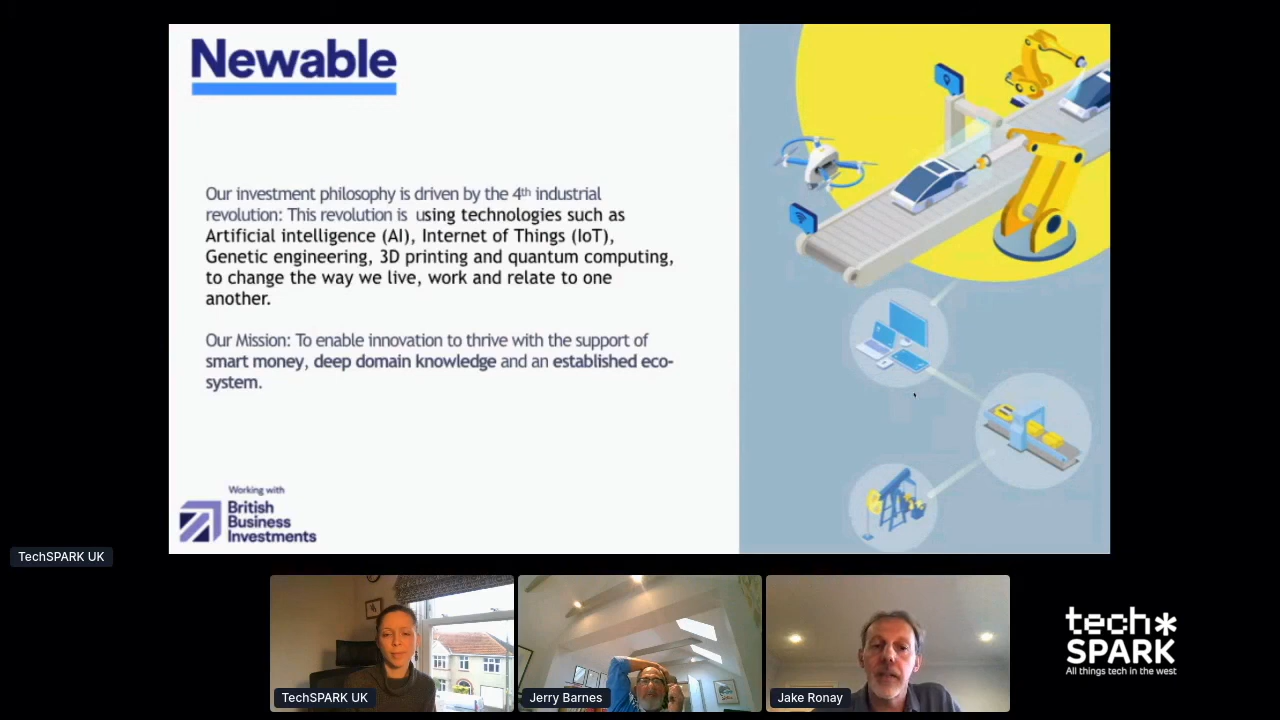 Newable
Our investment philosophy is driven by the 4th industrial
revolution: This revolution is using technologies such as
Artificial intelligence (AI), Internet of Things (IoT),
Genetic engineering, 3D printing and quantum computing,
to change the way we live, work and relate to one
another.
Our Mission: To enable innovation to thrive with the support of
smart money, deep domain knowledge and an established eco-
system.
Working with
British
Business
Investments
TechSPARK UK
TechSPARK UK
Jerry Barnes
Jake Ronay
tech*
SPARK
All things tech in the west